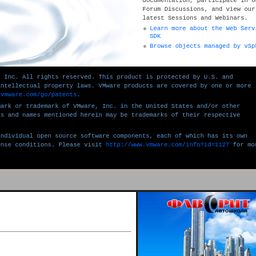 Documentation, participate in o
Forum Discussions, and view our
latest Sessions and Webinars.
Learn more about the Web Serv
SDK
Browse objects managed by vSph
Inc. All rights reserved. This product is protected by U.S. and
ntellectual property laws. VMware products are covered by one or more
vmware.com/go/patents.
ark or trademark of VMware, Inc. in the United States and/or other
s and names mentioned herein may be trademarks of their respective
ndividual open source software components, each of which has its own
nse conditions. Please visit http://www.vmware.com/info?id=1127 for mo
ФАВОРИТ
АВТОШКОЛА